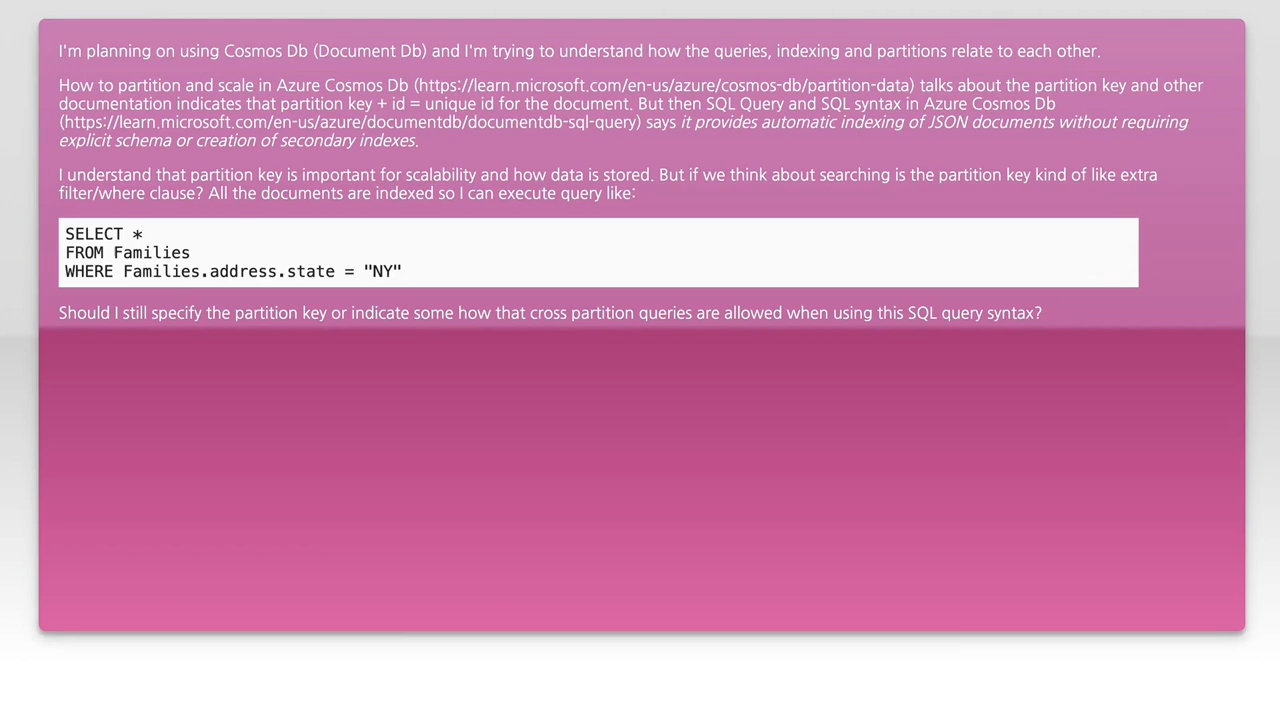 I'm planning on using Cosmos Db (Document Db) and I'm trying to understand how the queries, indexing and partitions relate to each other.
How to partition and scale in Azure Cosmos Db (https://learn.microsoft.com/en-us/azure/cosmos-db/partition-data) talks about the partition key and other
documentation indicates that partition key + id = unique id for the document. But then SQL Query and SQL syntax in Azure Cosmos Db
(https://learn.microsoft.com/en-us/azure/documentdb/documentdb-sql-query) says it provides automatic indexing of JSON documents without requiring
explicit schema or creation of secondary indexes.
I understand that partition key is important for scalability and how data is stored. But if we think about searching is the partition key kind of like extra
filter/where clause? All the documents are indexed so I can execute query like:
SELECT *
FROM Families
WHERE Families.address.state = "NY"
Should I still specify the partition key or indicate some how that cross partition queries are allowed when using this SQL query syntax?